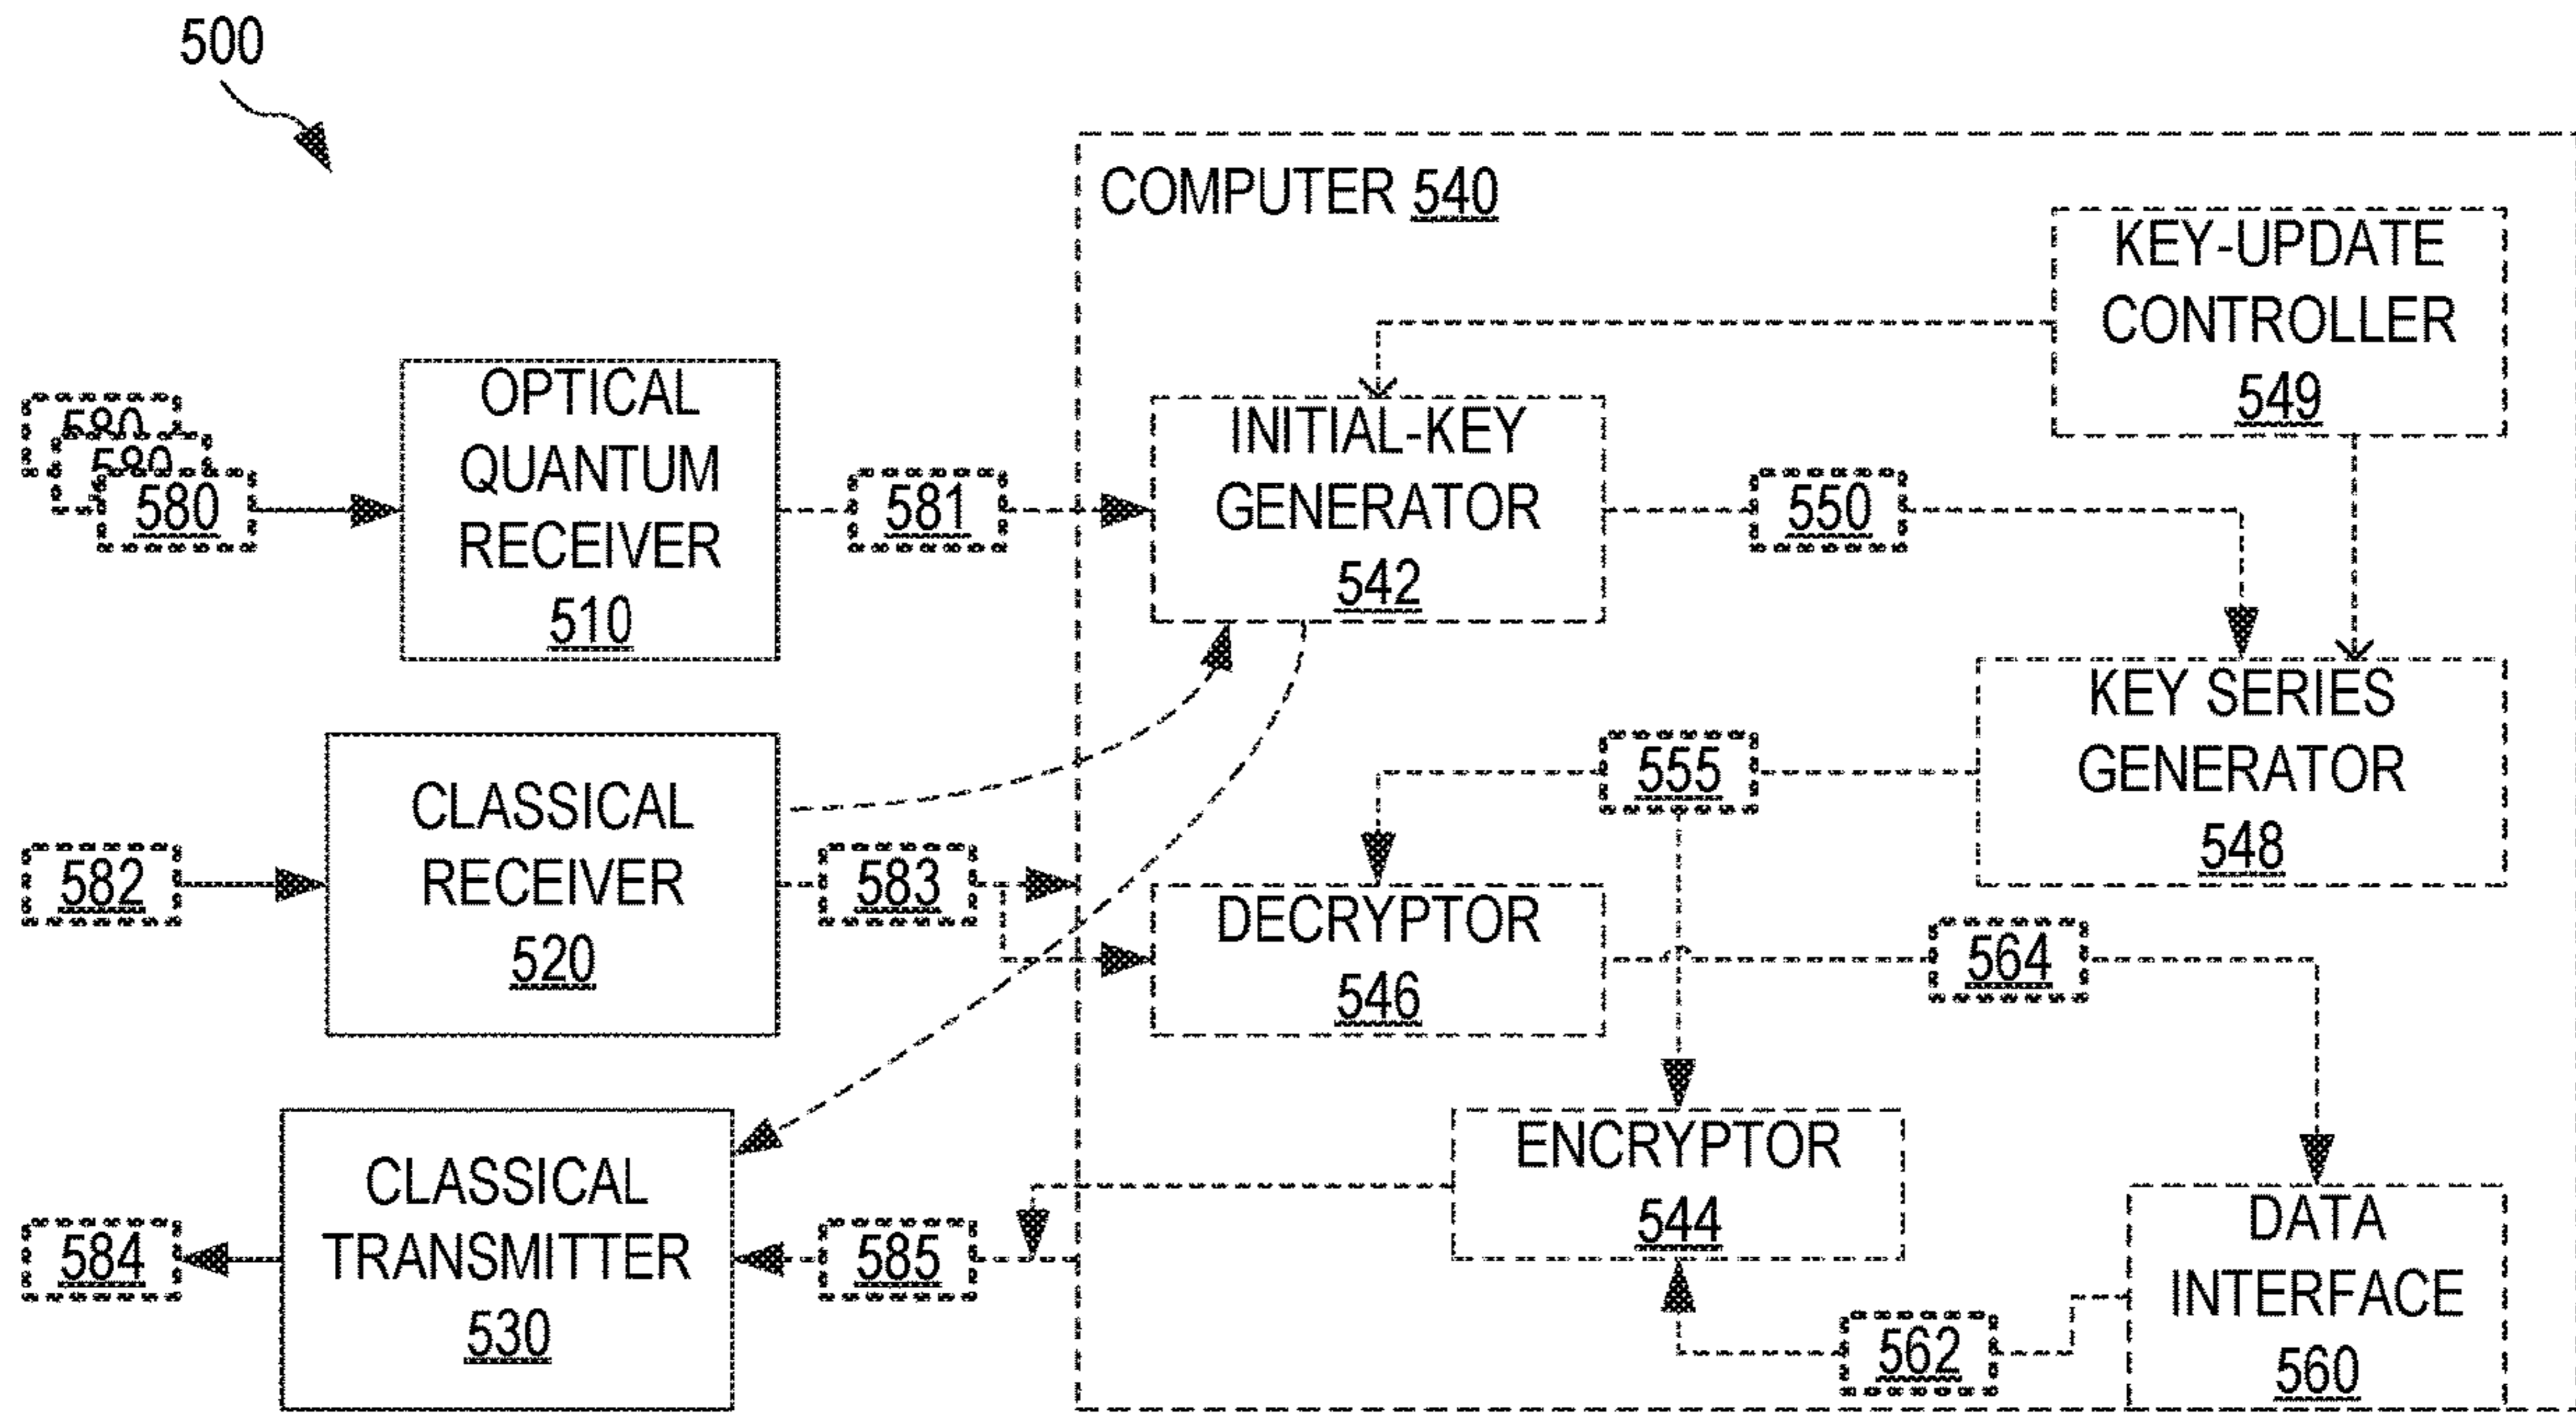 500
COMPUTER 540
KEY-UPDATE
CONTROLLER
549
580
580
580
OPTICAL
QUANTUM
RECEIVER
510
581
INITIAL-KEY
GENERATOR
542
550
KEY SERIES
GENERATOR
548
555
582
CLASSICAL
RECEIVER
520
583
DECRYPTOR
546
564
584
CLASSICAL
TRANSMITTER
530
585
ENCRYPTOR
544
562
DATA
INTERFACE
560